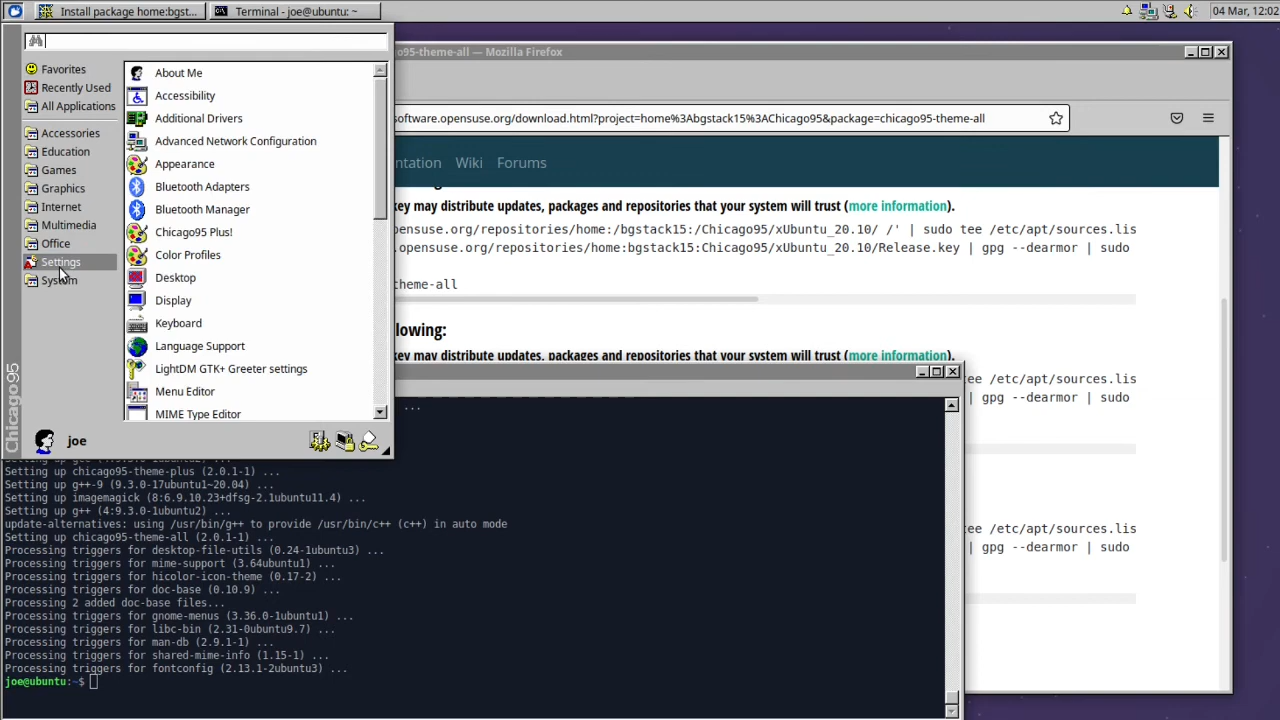 Install package home:bgst...
Terminal - joe@ubuntu: ~
04 Mar, 12:02
go95-theme-all — Mozilla Firefox
software.opensuse.org/download.html?project=home%3Abgstack15%3AChicago95&package=chicago95-theme-all
Favorites
Recently Used
All Applications
Accessories
Education
Games
Graphics
Internet
Multimedia
Office
Settings
System
About Me
Accessibility
Additional Drivers
Advanced Network Configuration
Appearance
Bluetooth Adapters
Bluetooth Manager
Chicago95 Plus!
Color Profiles
Desktop
Display
Keyboard
Language Support
LightDM GTK+ Greeter settings
Menu Editor
MIME Type Editor
Chicago95
joe
Wiki
Forums
key may distribute updates, packages and repositories that your system will trust (more information).
opensuse.org/repositories/home:/bgstack15:/Chicago95/xUbuntu_20.10/ /' | sudo tee /etc/apt/sources.lis
opensuse.org/repositories/home:bgstack15:Chicago95/xUbuntu_20.10/Release.key | gpg --dearmor | sudo
heme-all
lowing:
key may distribute updates, packages and repositories that your system will trust (more information).
ee /etc/apt/sources.lis
| gpg --dearmor | sudo
ee /etc/apt/sources.lis
| gpg --dearmor | sudo
...
Setting up chicago95-theme-plus (2.0.1-1) ...
Setting up g++-9 (9.3.0-17ubuntu1~20.04) ...
Setting up imagemagick (8:6.9.10.23+dfsg-2.1ubuntu11.4) ...
Setting up g++ (4:9.3.0-1ubuntu2) ...
update-alternatives: using /usr/bin/g++ to provide /usr/bin/c++ (c++) in auto mode
Setting up chicago95-theme-all (2.0.1-1) ...
Processing triggers for desktop-file-utils (0.24-1ubuntu3) ...
Processing triggers for mime-support (3.64ubuntu1) ...
Processing triggers for hicolor-icon-theme (0.17-2) ...
Processing triggers for doc-base (0.10.9) ...
Processing 2 added doc-base files...
Processing triggers for gnome-menus (3.36.0-1ubuntu1) ...
Processing triggers for libc-bin (2.31-0ubuntu9.7) ...
Processing triggers for man-db (2.9.1-1) ...
Processing triggers for shared-mime-info (1.15-1) ...
Processing triggers for fontconfig (2.13.1-2ubuntu3) ...
joe@ubuntu:~$